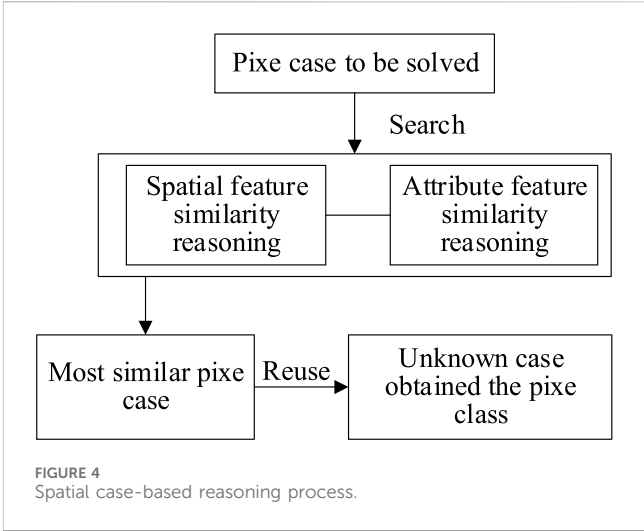 Pixe case to be solved
Search
Spatial feature
similarity
reasoning
Attribute feature
similarity
reasoning
Most similar pixe
case
Reuse
Unknown case
obtained the pixe
class
FIGURE 4
Spatial case-based reasoning process.